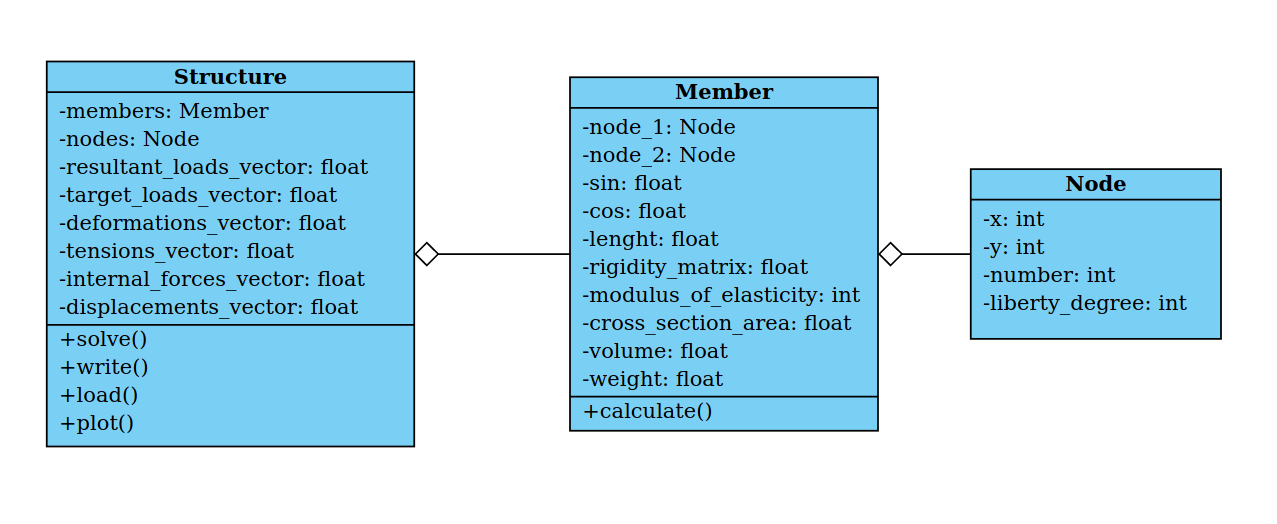 Structure
-members: Member
-nodes: Node
-resultant_loads_vector: float
-target_loads_vector: float
-deformations_vector: float
-tensions_vector: float
-internal_forces_vector: float
-displacements_vector: float
+solve()
+write()
+load()
+plot()
Member
-node_1: Node
-node_2: Node
-sin: float
-cos: float
-lenght: float
-rigidity_matrix: float
-modulus_of_elasticity: int
-cross_section_area: float
-volume: float
-weight: float
+calculate()
Node
-x: int
-y: int
-number: int
-liberty_degree: int